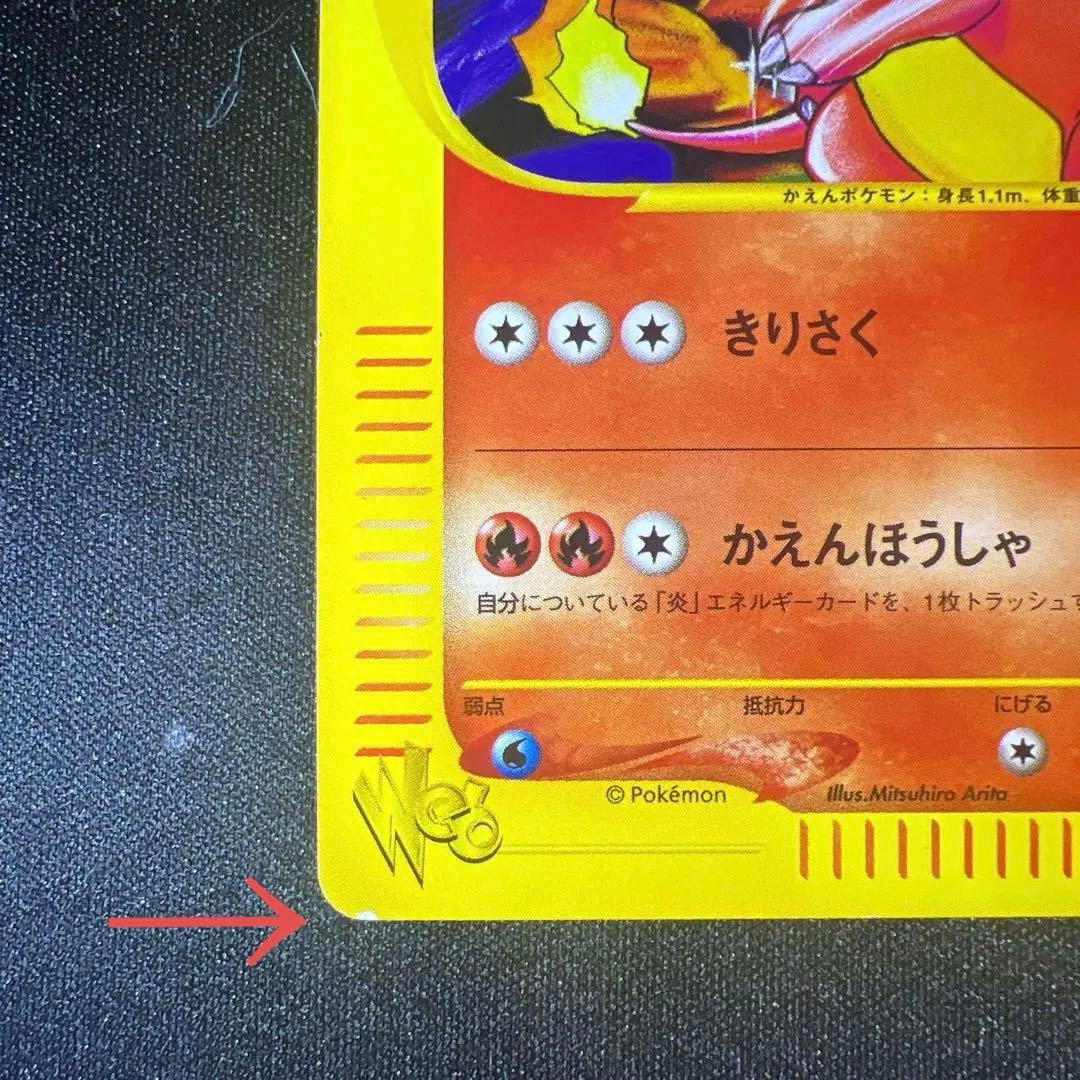 かえんポケモン：身長1.1m、体重
きりさく
かえんほうしゃ
自分についている「炎」エネルギーカードを、1枚トラッシュす
弱点 抵抗力 にげる
© Pokémon Illus.Mitsuhiro Arita
Web